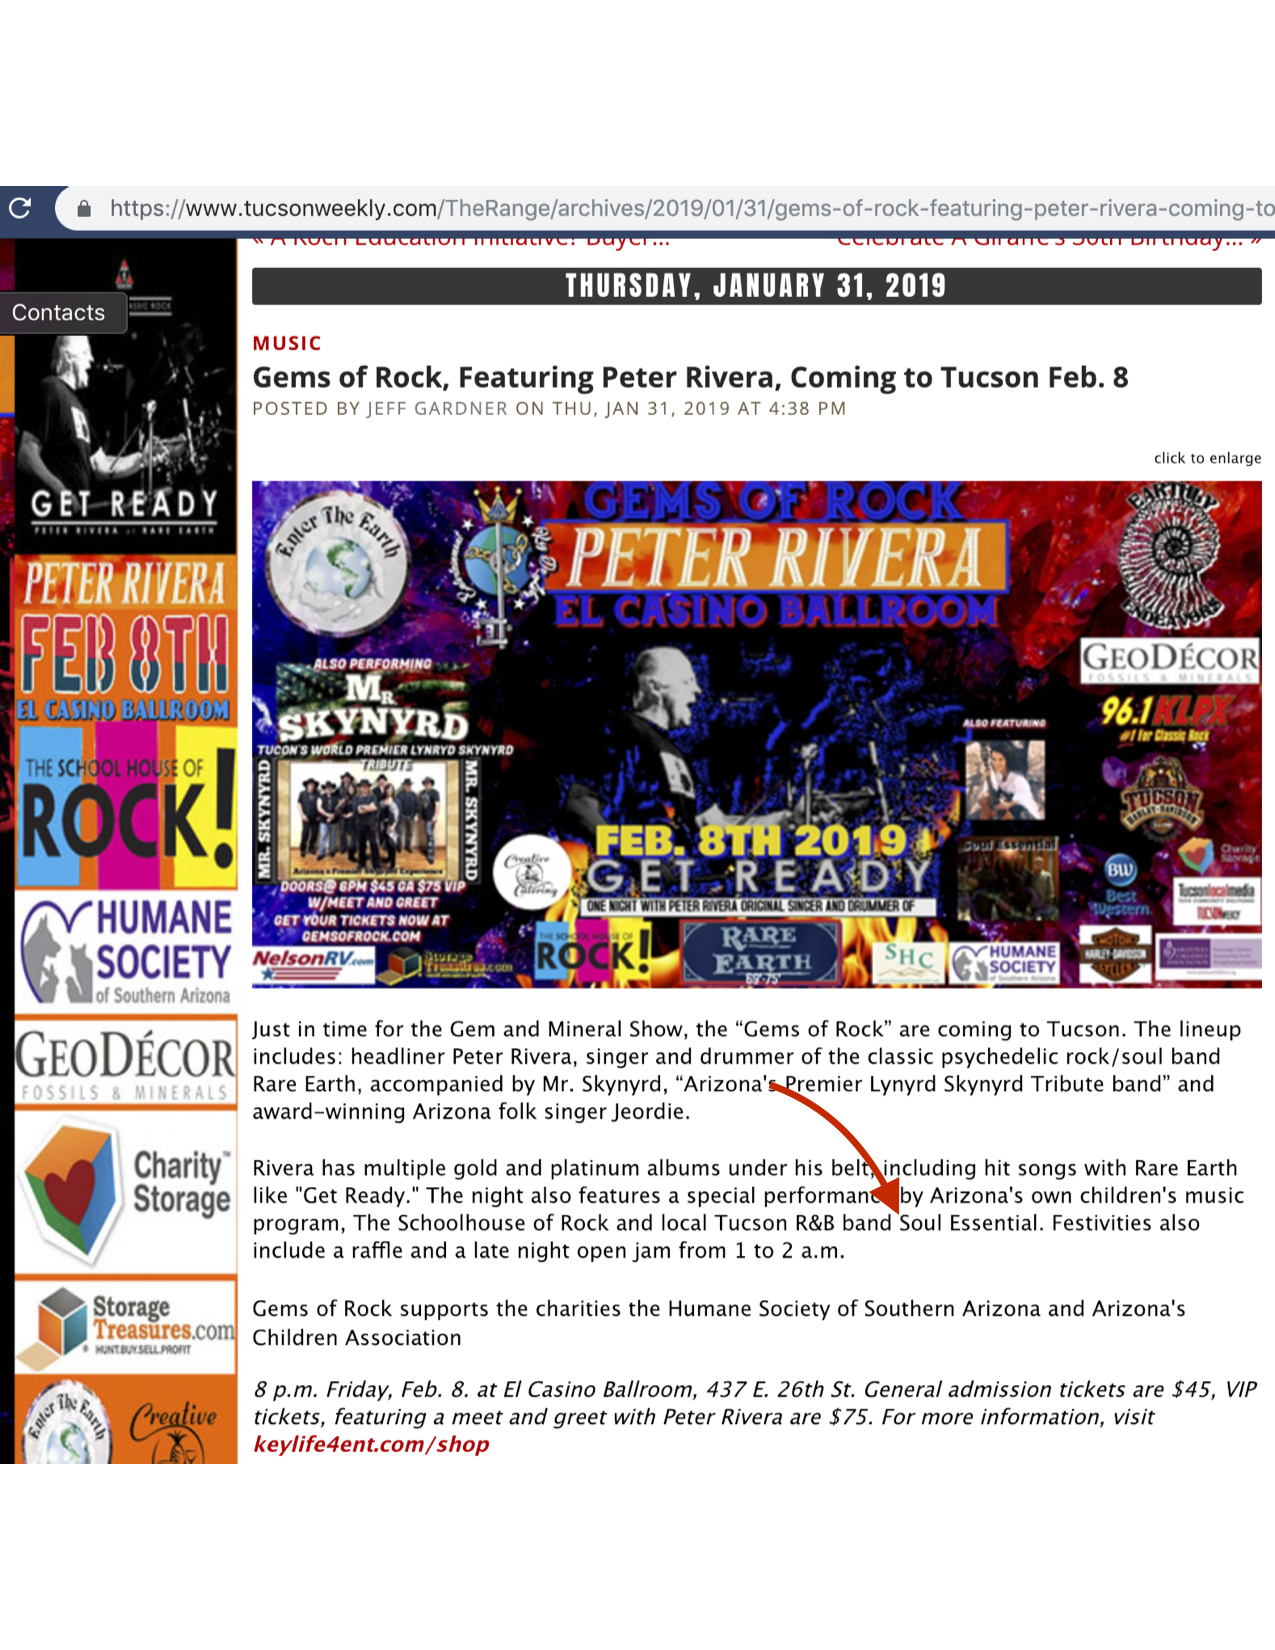 https://www.tucsonweekly.com/TheRange/archives/2019/01/31/gems-of-rock-featuring-peter-rivera-coming-to
« A Koch Education Initiative? Buyer...
Celebrate A Giraffe's 30th Birthday... »
THURSDAY, JANUARY 31, 2019
Contacts
MUSIC
Gems of Rock, Featuring Peter Rivera, Coming to Tucson Feb. 8
POSTED BY JEFF GARDNER ON THU, JAN 31, 2019 AT 4:38 PM
click to enlarge
GET READY
PETER RIVERA of RARE EARTH
PETER RIVERA
FEB 8TH
EL CASINO BALLROOM
THE SCHOOL HOUSE OF
ROCK!
HUMANE
SOCIETY
of Southern Arizona
GEODÉCOR
FOSSILS & MINERALS
Charity™
Storage
Storage
Treasures.com
HUNT.BUY.SELL.PROFIT
Enter The Earth
Creative
Enter The Earth
GEMS OF ROCK
PETER RIVERA
EL CASINO BALLROOM
EARTHLY
ENDEAVORS
ALSO PERFORMING
MR
SKYNYRD
TUCON'S WORLD PREMIER LYNRYD SKYNYRD
TRIBUTE
MR. SKYNYRD
MR. SKYNYRD
DOORS@ 6PM $45 GA $75 VIP
W/MEET AND GREET
GET YOUR TICKETS NOW AT
GEMSOFROCK.COM
NelsonRV.com
Storage
Treasures.com
Creative
Catering
FEB. 8TH 2019
GET READY
ONE NIGHT WITH PETER RIVERA ORIGINAL SINGER AND DRUMMER OF
THE SCHOOL HOUSE OF
ROCK!
RARE
EARTH
69'-75'
SHC
HUMANE
SOCIETY
GEODÉCOR
FOSSILS & MINERALS
96.1 KLPX
#1 For Classic Rock
ALSO FEATURING
Soul Essential
TUCSON
HARLEY-DAVIDSON
Charity
Storage
BW
Best
Western
Tucsonlocalmedia
TUCSON WEEKLY
MOTOR
HARLEY-DAVIDSON
CYCLES
Just in time for the Gem and Mineral Show, the “Gems of Rock” are coming to Tucson. The lineup
includes: headliner Peter Rivera, singer and drummer of the classic psychedelic rock/soul band
Rare Earth, accompanied by Mr. Skynyrd, “Arizona's Premier Lynyrd Skynyrd Tribute band” and
award-winning Arizona folk singer Jeordie.
Rivera has multiple gold and platinum albums under his belt, including hit songs with Rare Earth
like "Get Ready." The night also features a special performance by Arizona's own children's music
program, The Schoolhouse of Rock and local Tucson R&B band Soul Essential. Festivities also
include a raffle and a late night open jam from 1 to 2 a.m.
Gems of Rock supports the charities the Humane Society of Southern Arizona and Arizona's
Children Association
8 p.m. Friday, Feb. 8. at El Casino Ballroom, 437 E. 26th St. General admission tickets are $45, VIP
tickets, featuring a meet and greet with Peter Rivera are $75. For more information, visit
keylife4ent.com/shop